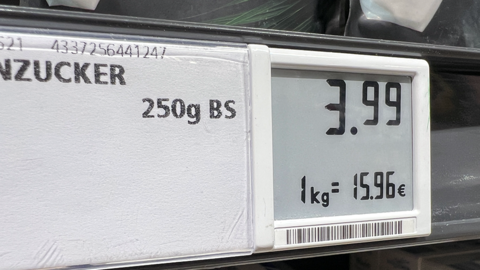 521 4337256441247
NZUCKER
250g BS
3.99
1kg=15.96€